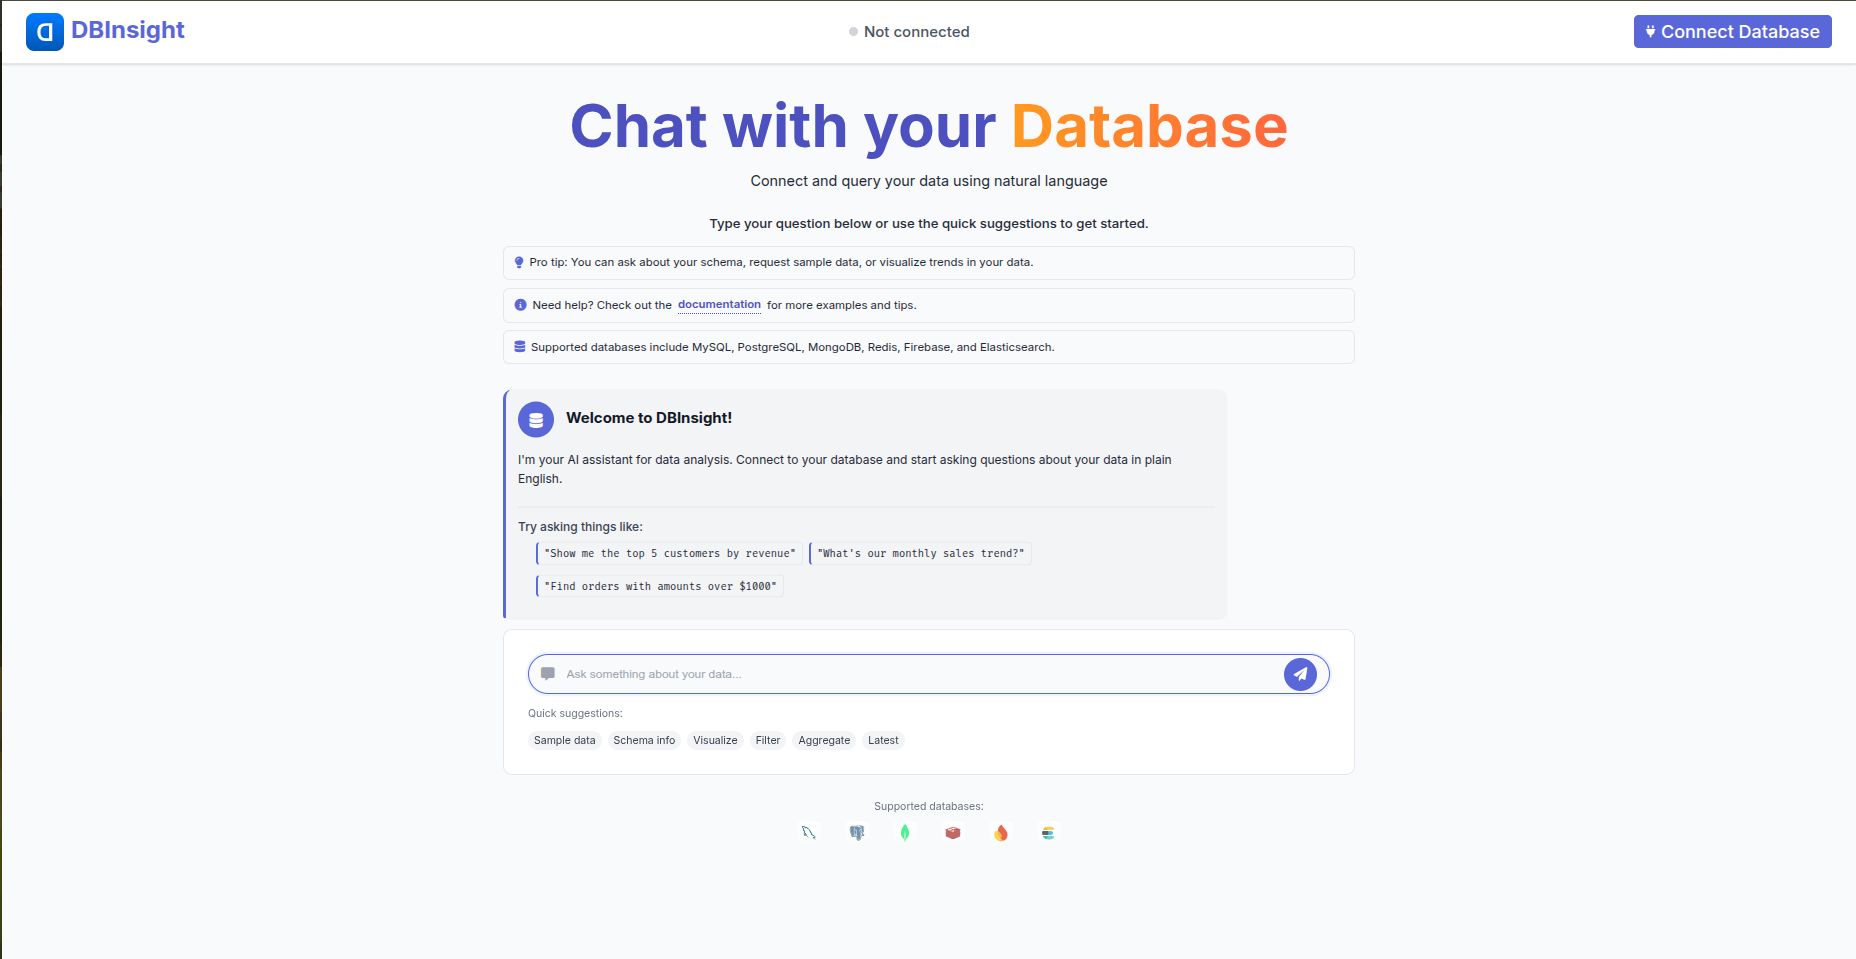 DBInsight
Not connected
Connect Database
Chat with your Database
Connect and query your data using natural language
Type your question below or use the quick suggestions to get started.
Pro tip: You can ask about your schema, request sample data, or visualize trends in your data.
Need help? Check out the documentation for more examples and tips.
Supported databases include MySQL, PostgreSQL, MongoDB, Redis, Firebase, and Elasticsearch.
Welcome to DBInsight!
I'm your AI assistant for data analysis. Connect to your database and start asking questions about your data in plain
English.
Try asking things like:
"Show me the top 5 customers by revenue" "What's our monthly sales trend?"
"Find orders with amounts over $1000"
Ask something about your data...
Quick suggestions:
Sample data Schema info Visualize Filter Aggregate Latest
Supported databases: